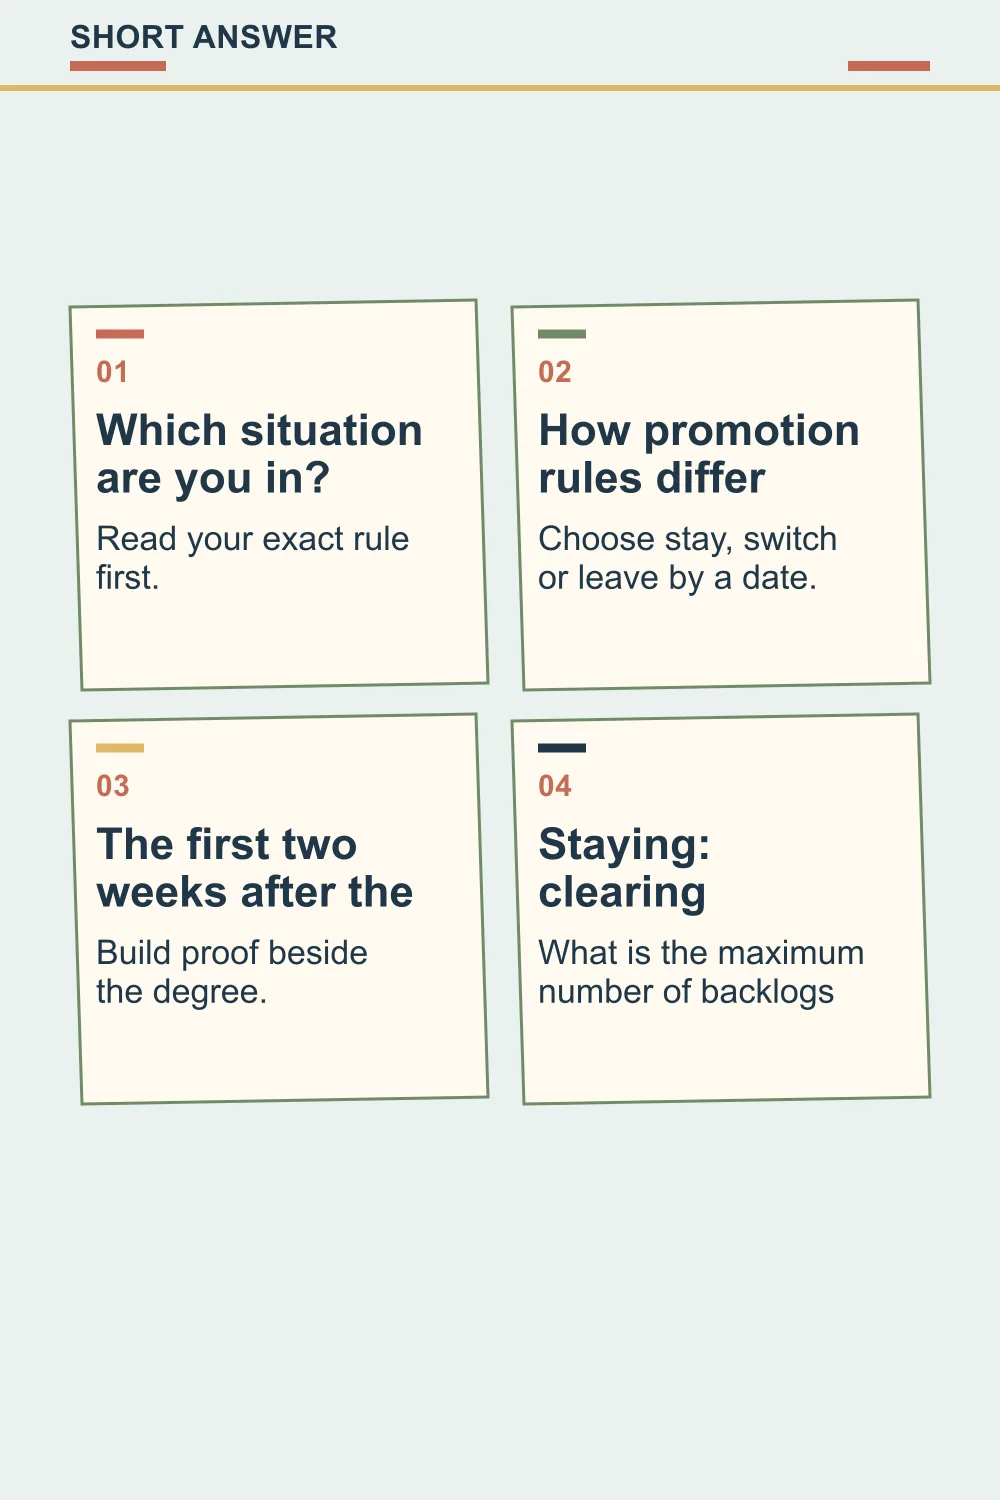 SHORT ANSWER
01
Which situation
are you in?
Read your exact rule
first.
02
How promotion
rules differ
Choose stay, switch
or leave by a date.
03
The first two
weeks after the
Build proof beside
the degree.
04
Staying:
clearing
What is the maximum
number of backlogs